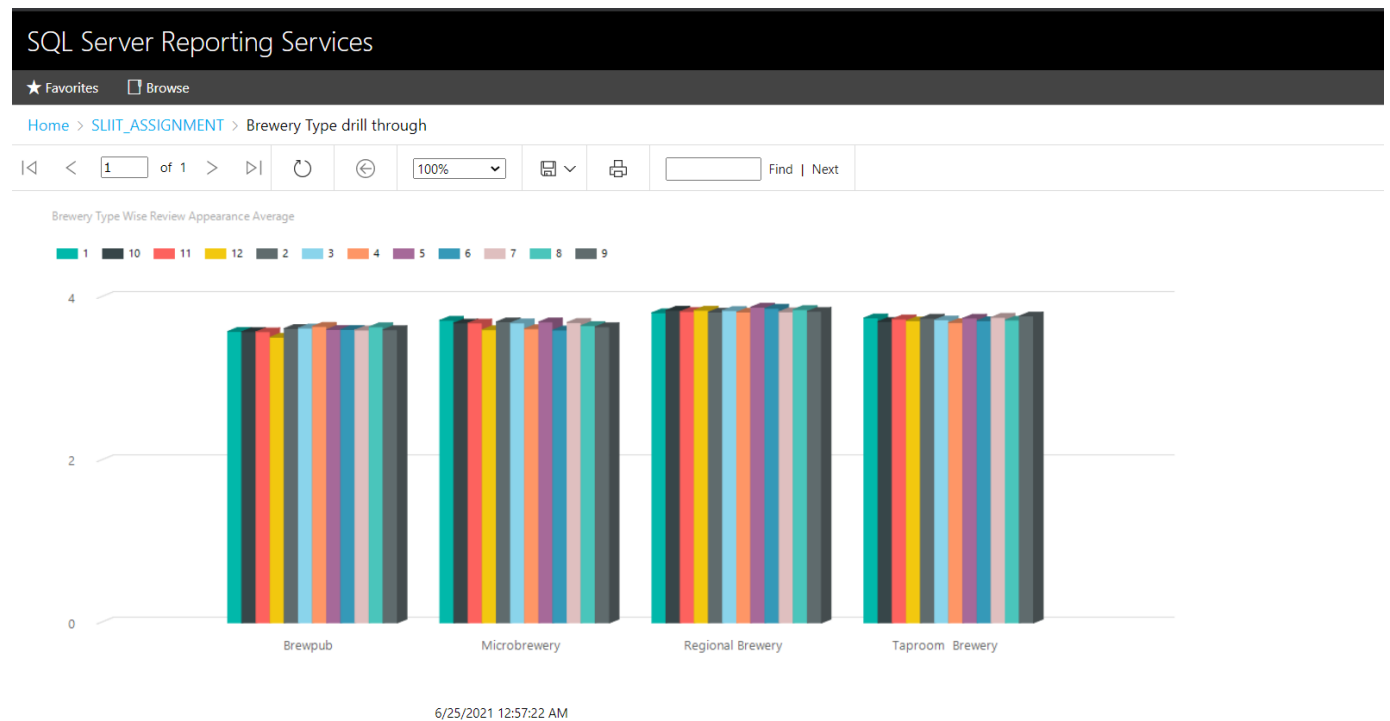 SQL Server Reporting Services
Favorites Browse
Home > SLIIT_ASSIGNMENT > Brewery Type drill through
1 of 1 100% Find | Next
Brewery Type Wise Review Appearance Average
1 10 11 12 2 3 4 5 6 7 8 9
4
2
0
Brewpub Microbrewery Regional Brewery Taproom Brewery
6/25/2021 12:57:22 AM